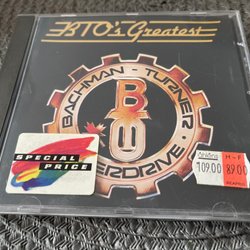 BTO's Greatest
BACHMAN - TURNER
B
OVERDRIVE
SPECIAL
PRICE
109.00
89.00